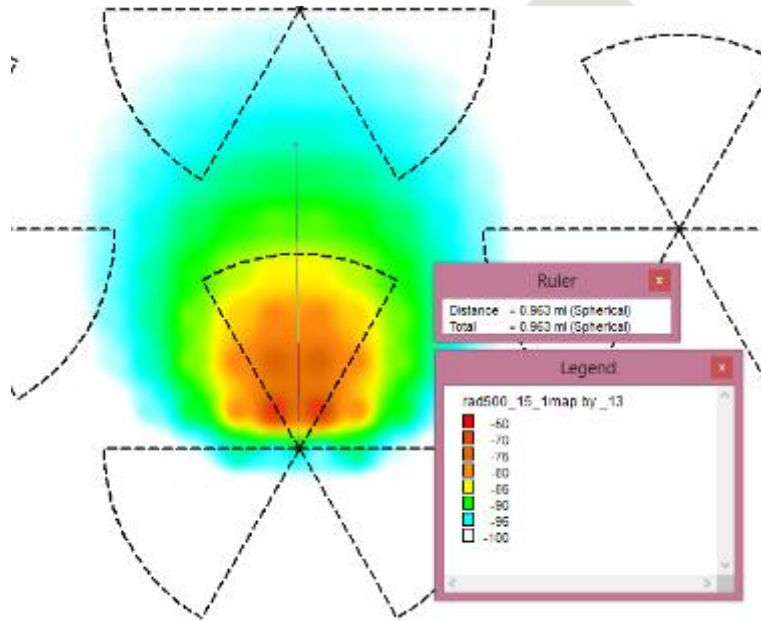 Ruler
Distance = 0.963 mi (Spherical)
Total = 0.963 mi (Spherical)
Legend
rad500_15_1map by _13
-60
-70
-75
-80
-85
-90
-95
-100